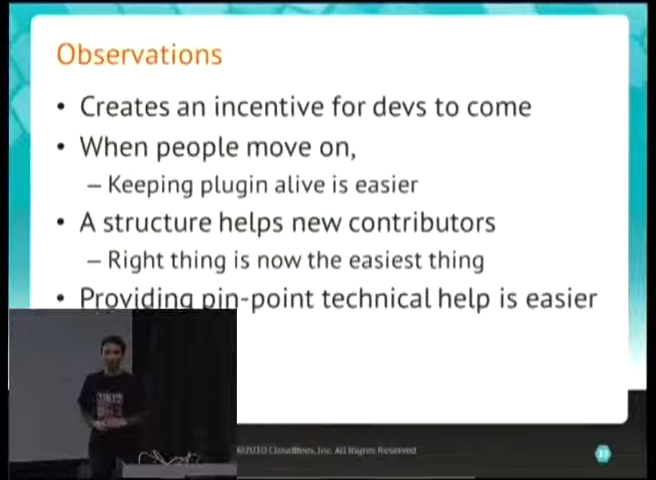 Observations
• Creates an incentive for devs to come
• When people move on,
– Keeping plugin alive is easier
• A structure helps new contributors
– Right thing is now the easiest thing
• Providing pin-point technical help is easier
©2010 CloudBees, Inc. All Rights Reserved